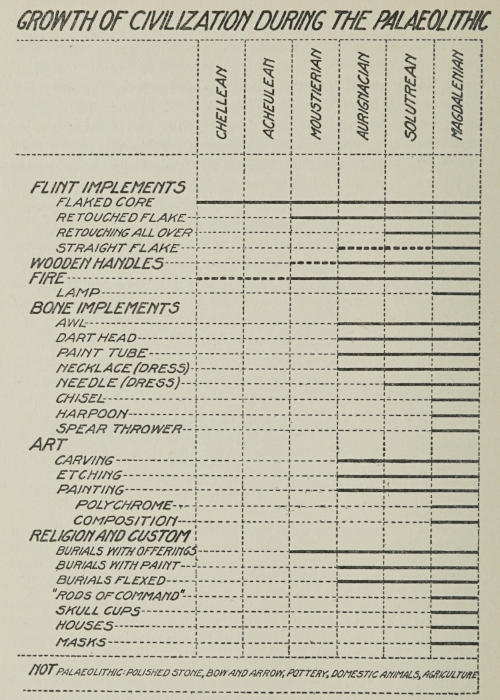 GROWTH OF CIVILIZATION DURING THE PALAEOLITHIC
CHELLEAN
ACHEULEAN
MOUSTIERIAN
AURIGNACIAN
SOLUTREAN
MAGDALENIAN
FLINT IMPLEMENTS
FLAKED CORE
RETOUCHED FLAKE
RETOUCHING ALL OVER
STRAIGHT FLAKE
WOODEN HANDLES
FIRE
LAMP
BONE IMPLEMENTS
AWL
DART HEAD
PAINT TUBE
NECKLACE (DRESS)
NEEDLE (DRESS)
CHISEL
HARPOON
SPEAR THROWER
ART
CARVING
ETCHING
PAINTING
POLYCHROME
COMPOSITION
RELIGION AND CUSTOM
BURIALS WITH OFFERINGS
BURIALS WITH PAINT
BURIALS FLEXED
"RODS OF COMMAND"
SKULL CUPS
HOUSES
MASKS
NOT PALAEOLITHIC: POLISHED STONE, BOW AND ARROW, POTTERY, DOMESTIC ANIMALS, AGRICULTURE